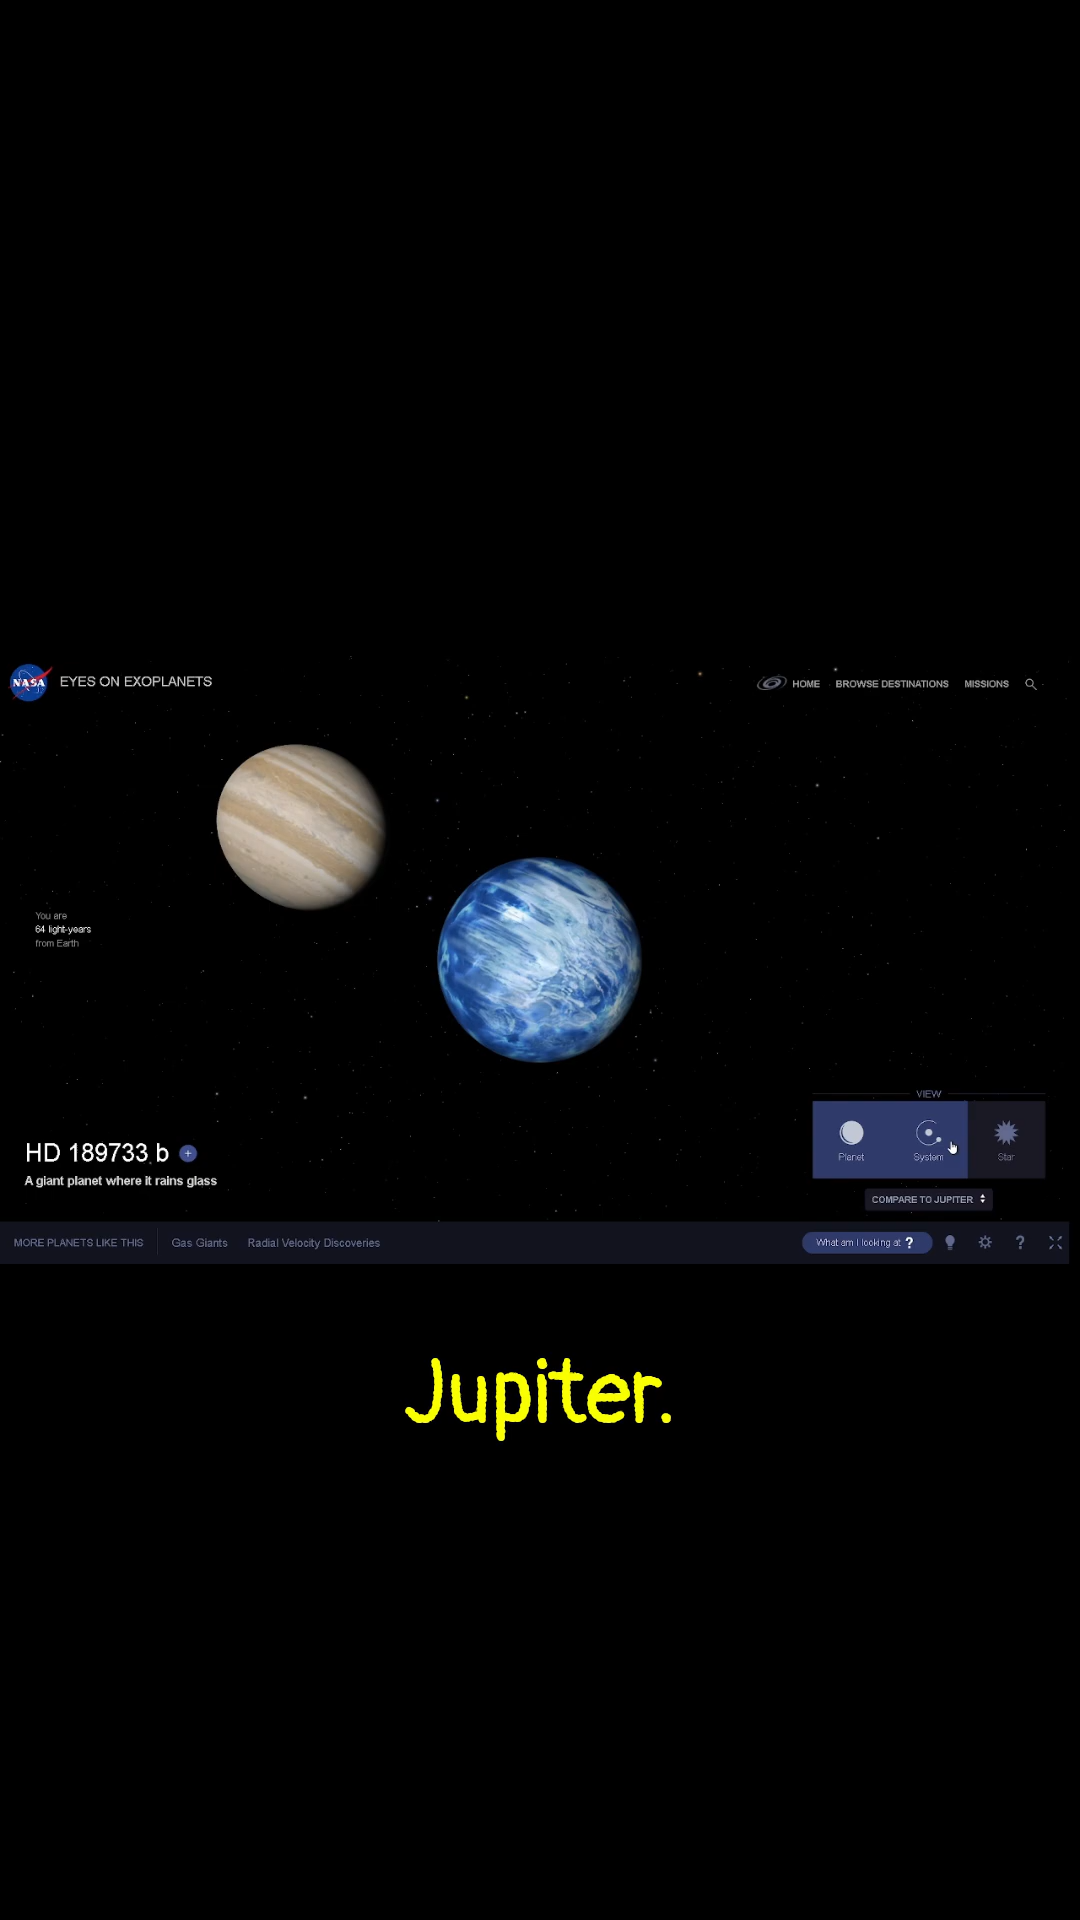 NASA
EYES ON EXOPLANETS
HOME BROWSE DESTINATIONS MISSIONS
You are
64 light-years
from Earth
VIEW
Planet System Star
COMPARE TO JUPITER
HD 189733 b +
A giant planet where it rains glass
MORE PLANETS LIKE THIS Gas Giants Radial Velocity Discoveries What am I looking at ? ?
Jupiter.